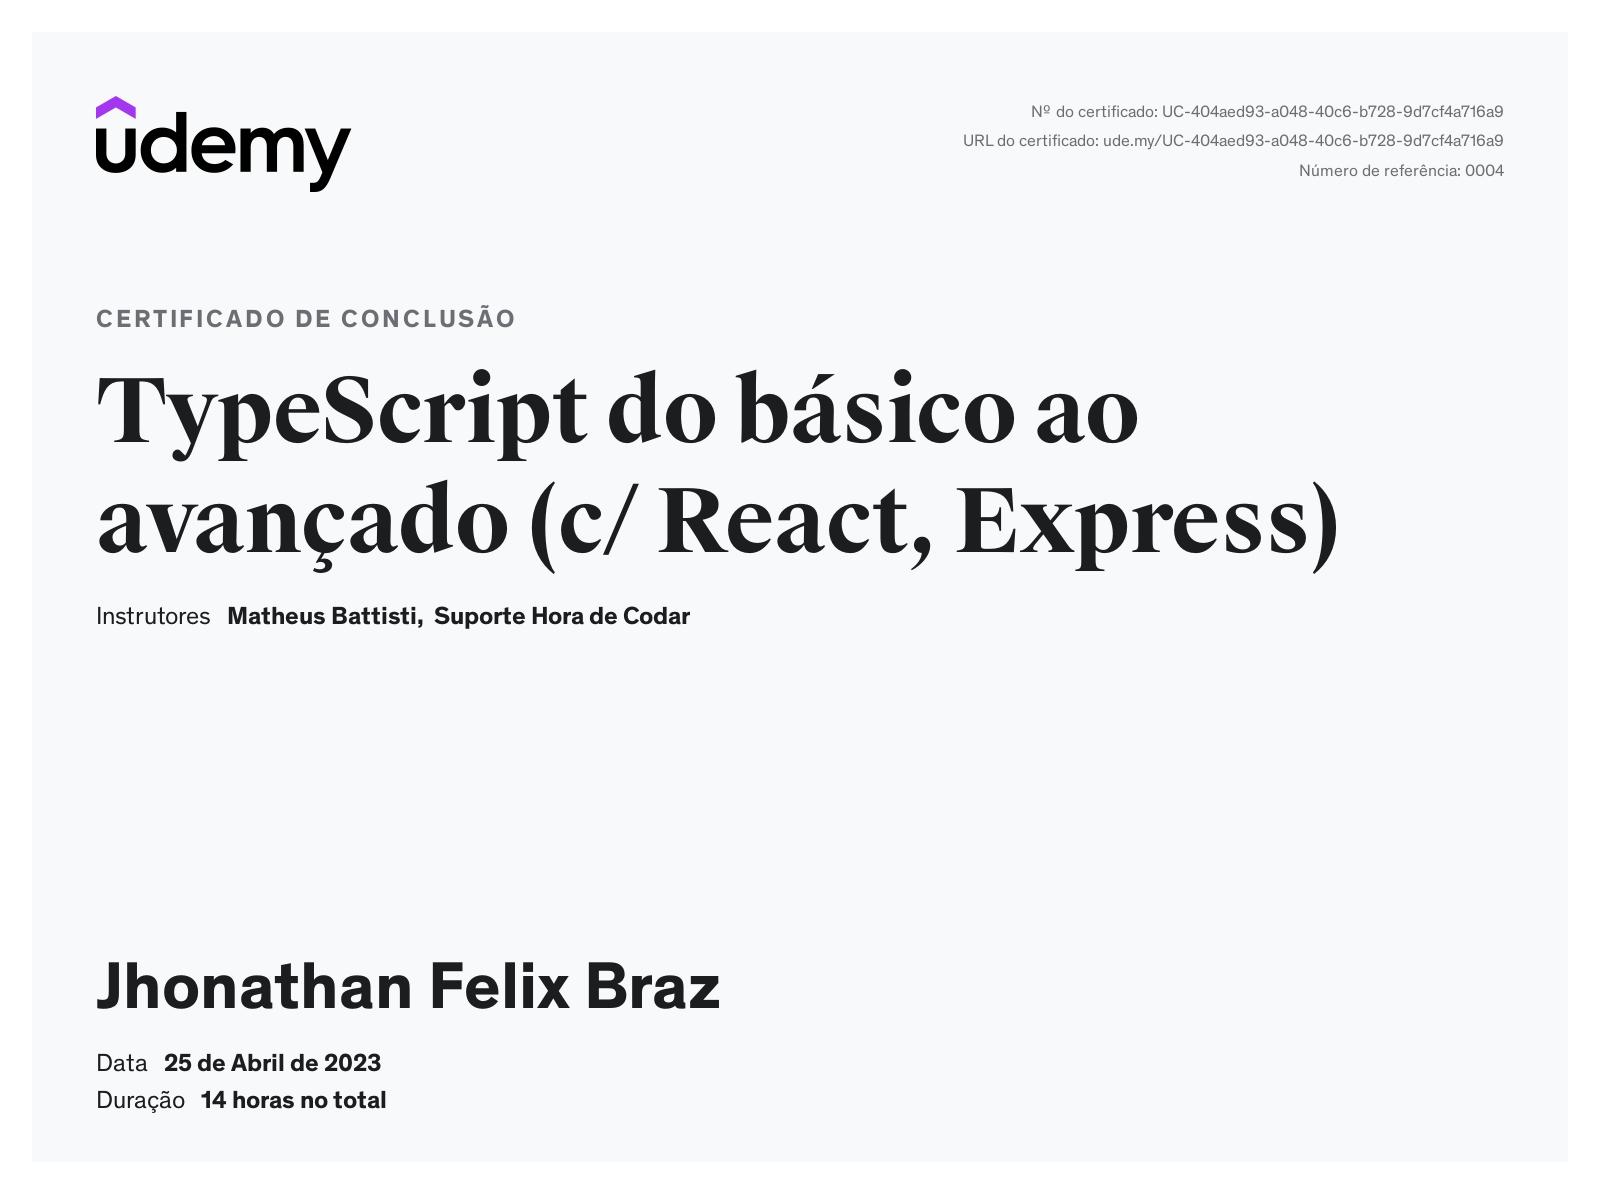 udemy
Nº do certificado: UC-404aed93-a048-40c6-b728-9d7cf4a716a9
URL do certificado: ude.my/UC-404aed93-a048-40c6-b728-9d7cf4a716a9
Número de referência: 0004
CERTIFICADO DE CONCLUSÃO
TypeScript do básico ao
avançado (c/ React, Express)
Instrutores Matheus Battisti, Suporte Hora de Codar
Jhonathan Felix Braz
Data 25 de Abril de 2023
Duração 14 horas no total